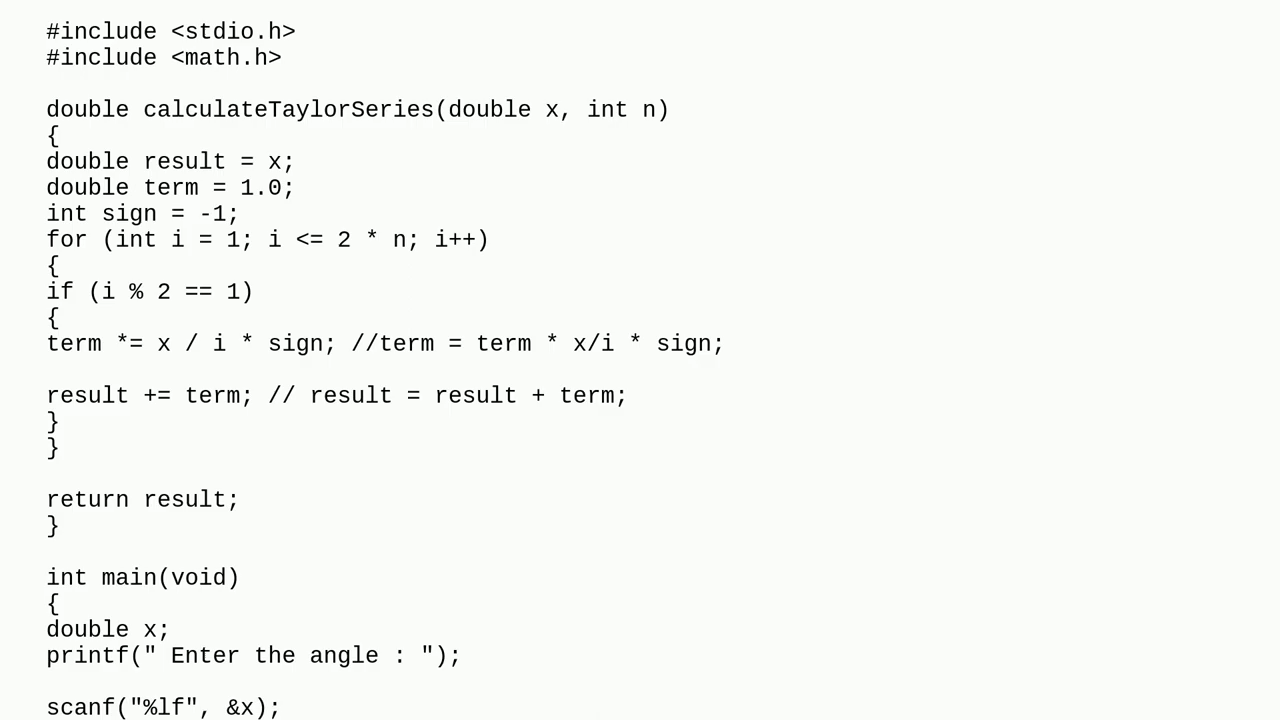 #include <stdio.h>
#include <math.h>
double calculateTaylorSeries(double x, int n)
{
double result = x;
double term = 1.0;
int sign = -1;
for (int i = 1; i <= 2 * n; i++)
{
if (i % 2 == 1)
{
term *= x / i * sign; //term = term * x/i * sign;
result += term; // result = result + term;
}
}
return result;
}
int main(void)
{
double x;
printf(" Enter the angle : ");
scanf("%lf", &x);